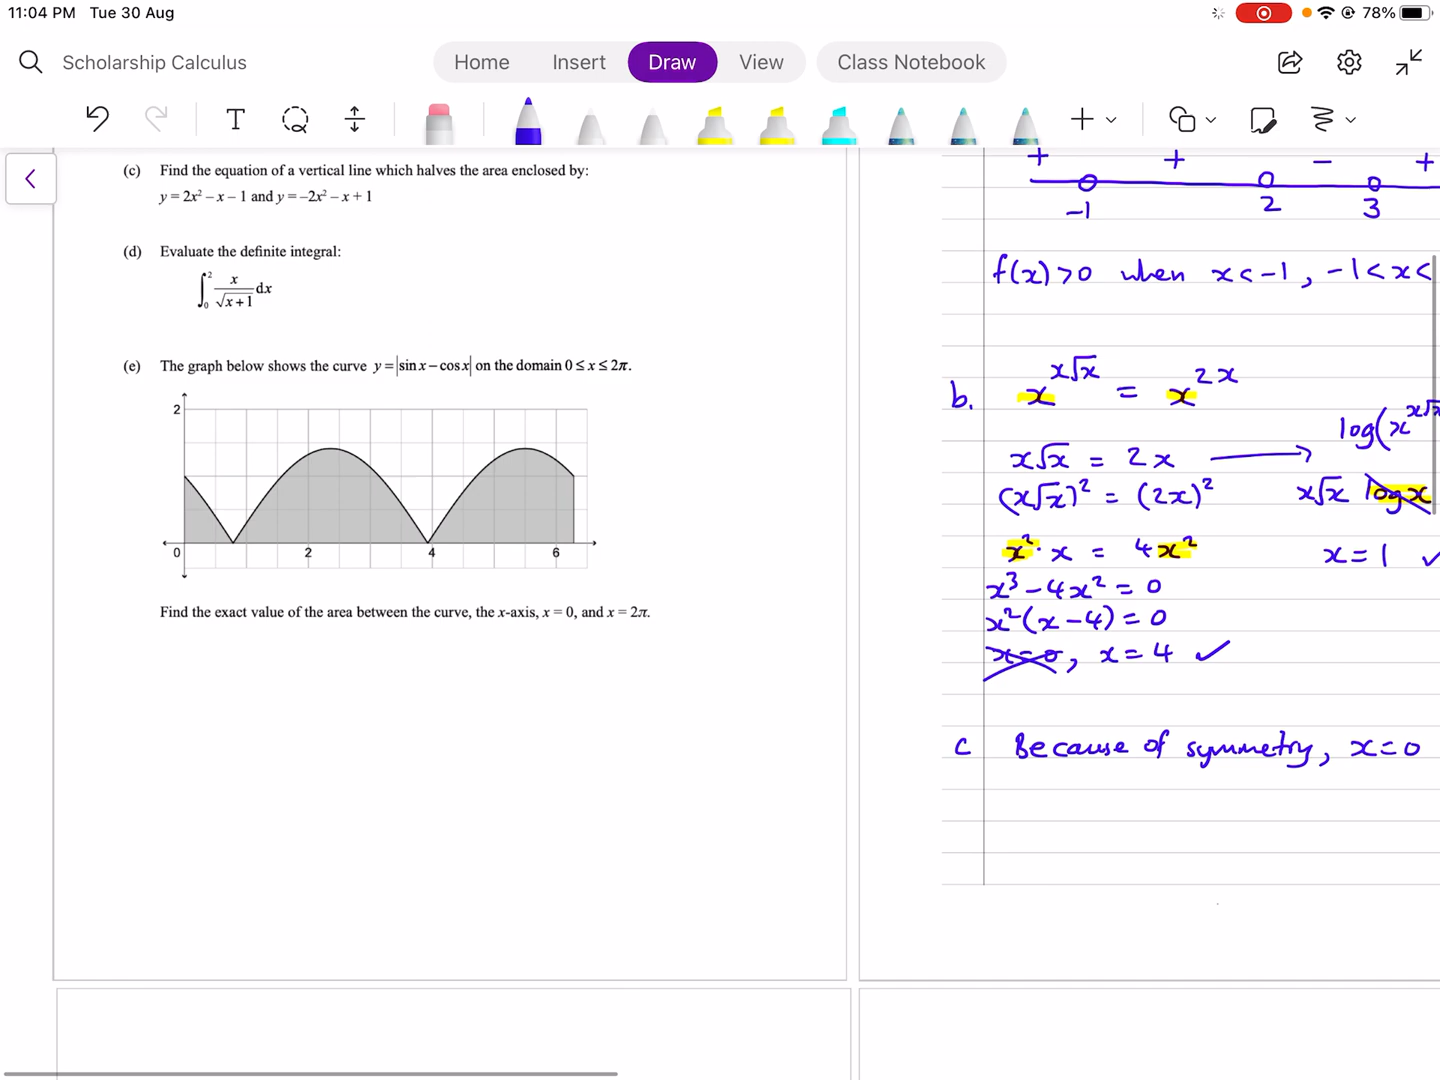 11:04 PM Tue 30 Aug
78%
Scholarship Calculus
Home Insert Draw View Class Notebook
T
(c) Find the equation of a vertical line which halves the area enclosed by:
y = 2x² – x – 1 and y = –2x² – x + 1
(d) Evaluate the definite integral:
∫₀² x/√(x+1) dx
(e) The graph below shows the curve y = |sin x – cos x| on the domain 0 ≤ x ≤ 2π.
2
0 2 4 6
Find the exact value of the area between the curve, the x-axis, x = 0, and x = 2π.
+ + – +
-1 2 3
f(x) > 0 when x < -1, -1 < x <
b. x^(x√x) = x^(2x)
x√x = 2x → log(x^(x√x
(x√x)² = (2x)² x√x log x
x² · x = 4x² x = 1 ✓
x³ - 4x² = 0
x²(x - 4) = 0
x = 0, x = 4 ✓
c Because of symmetry, x = 0